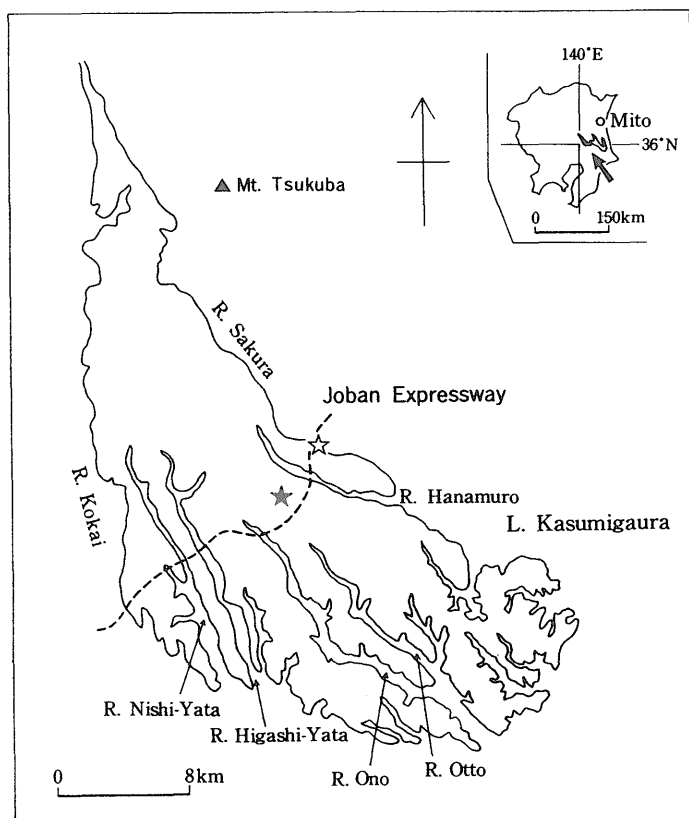 140°E
Mito
36°N
0 150km
Mt. Tsukuba
R. Sakura
Joban Expressway
R. Kokai
R. Hanamuro
L. Kasumigaura
R. Nishi-Yata
R. Higashi-Yata
R. Ono
R. Otto
0 8km